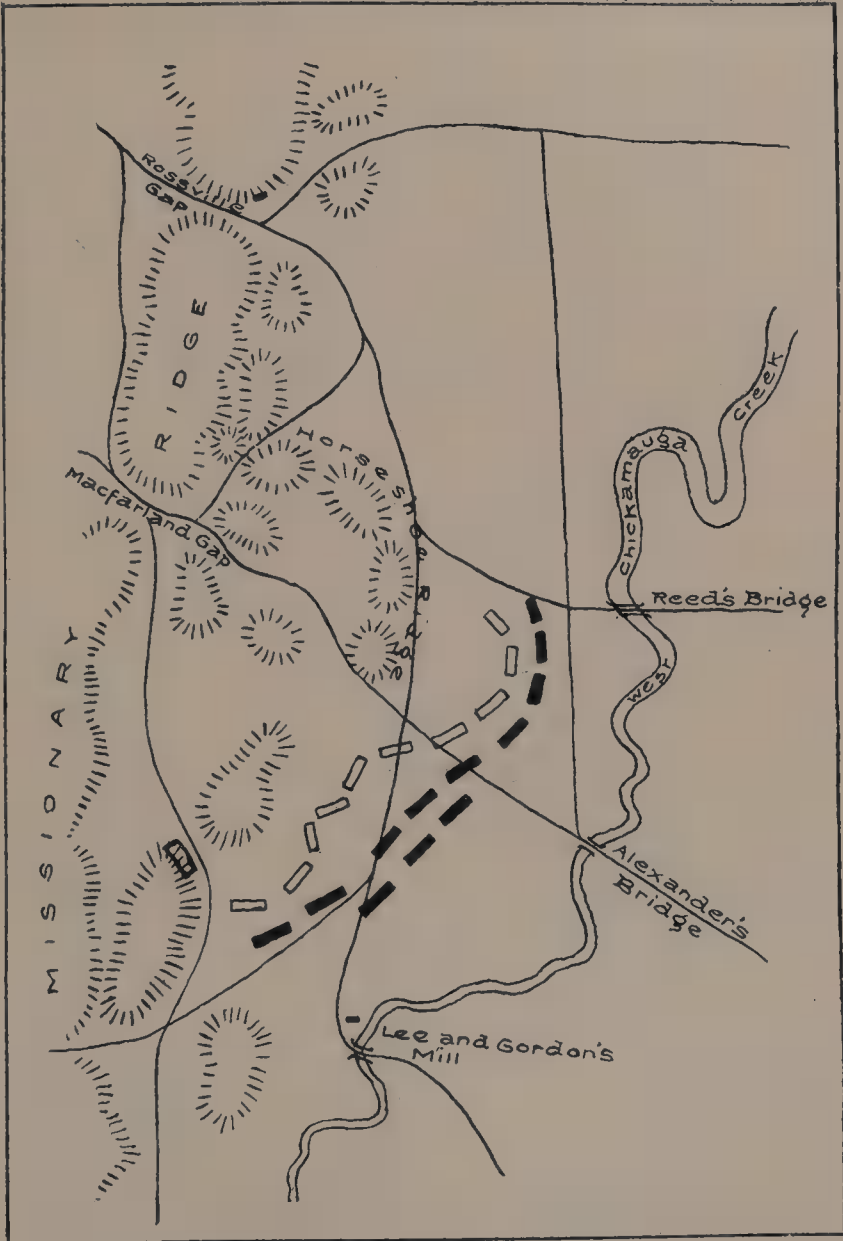 Rossville
Gap
RIDGE
Horseshoe Ridge
Macfarland Gap
MISSIONARY
West Chickamauga Creek
Reed's Bridge
Alexander's
Bridge
Lee and Gordon's
Mill